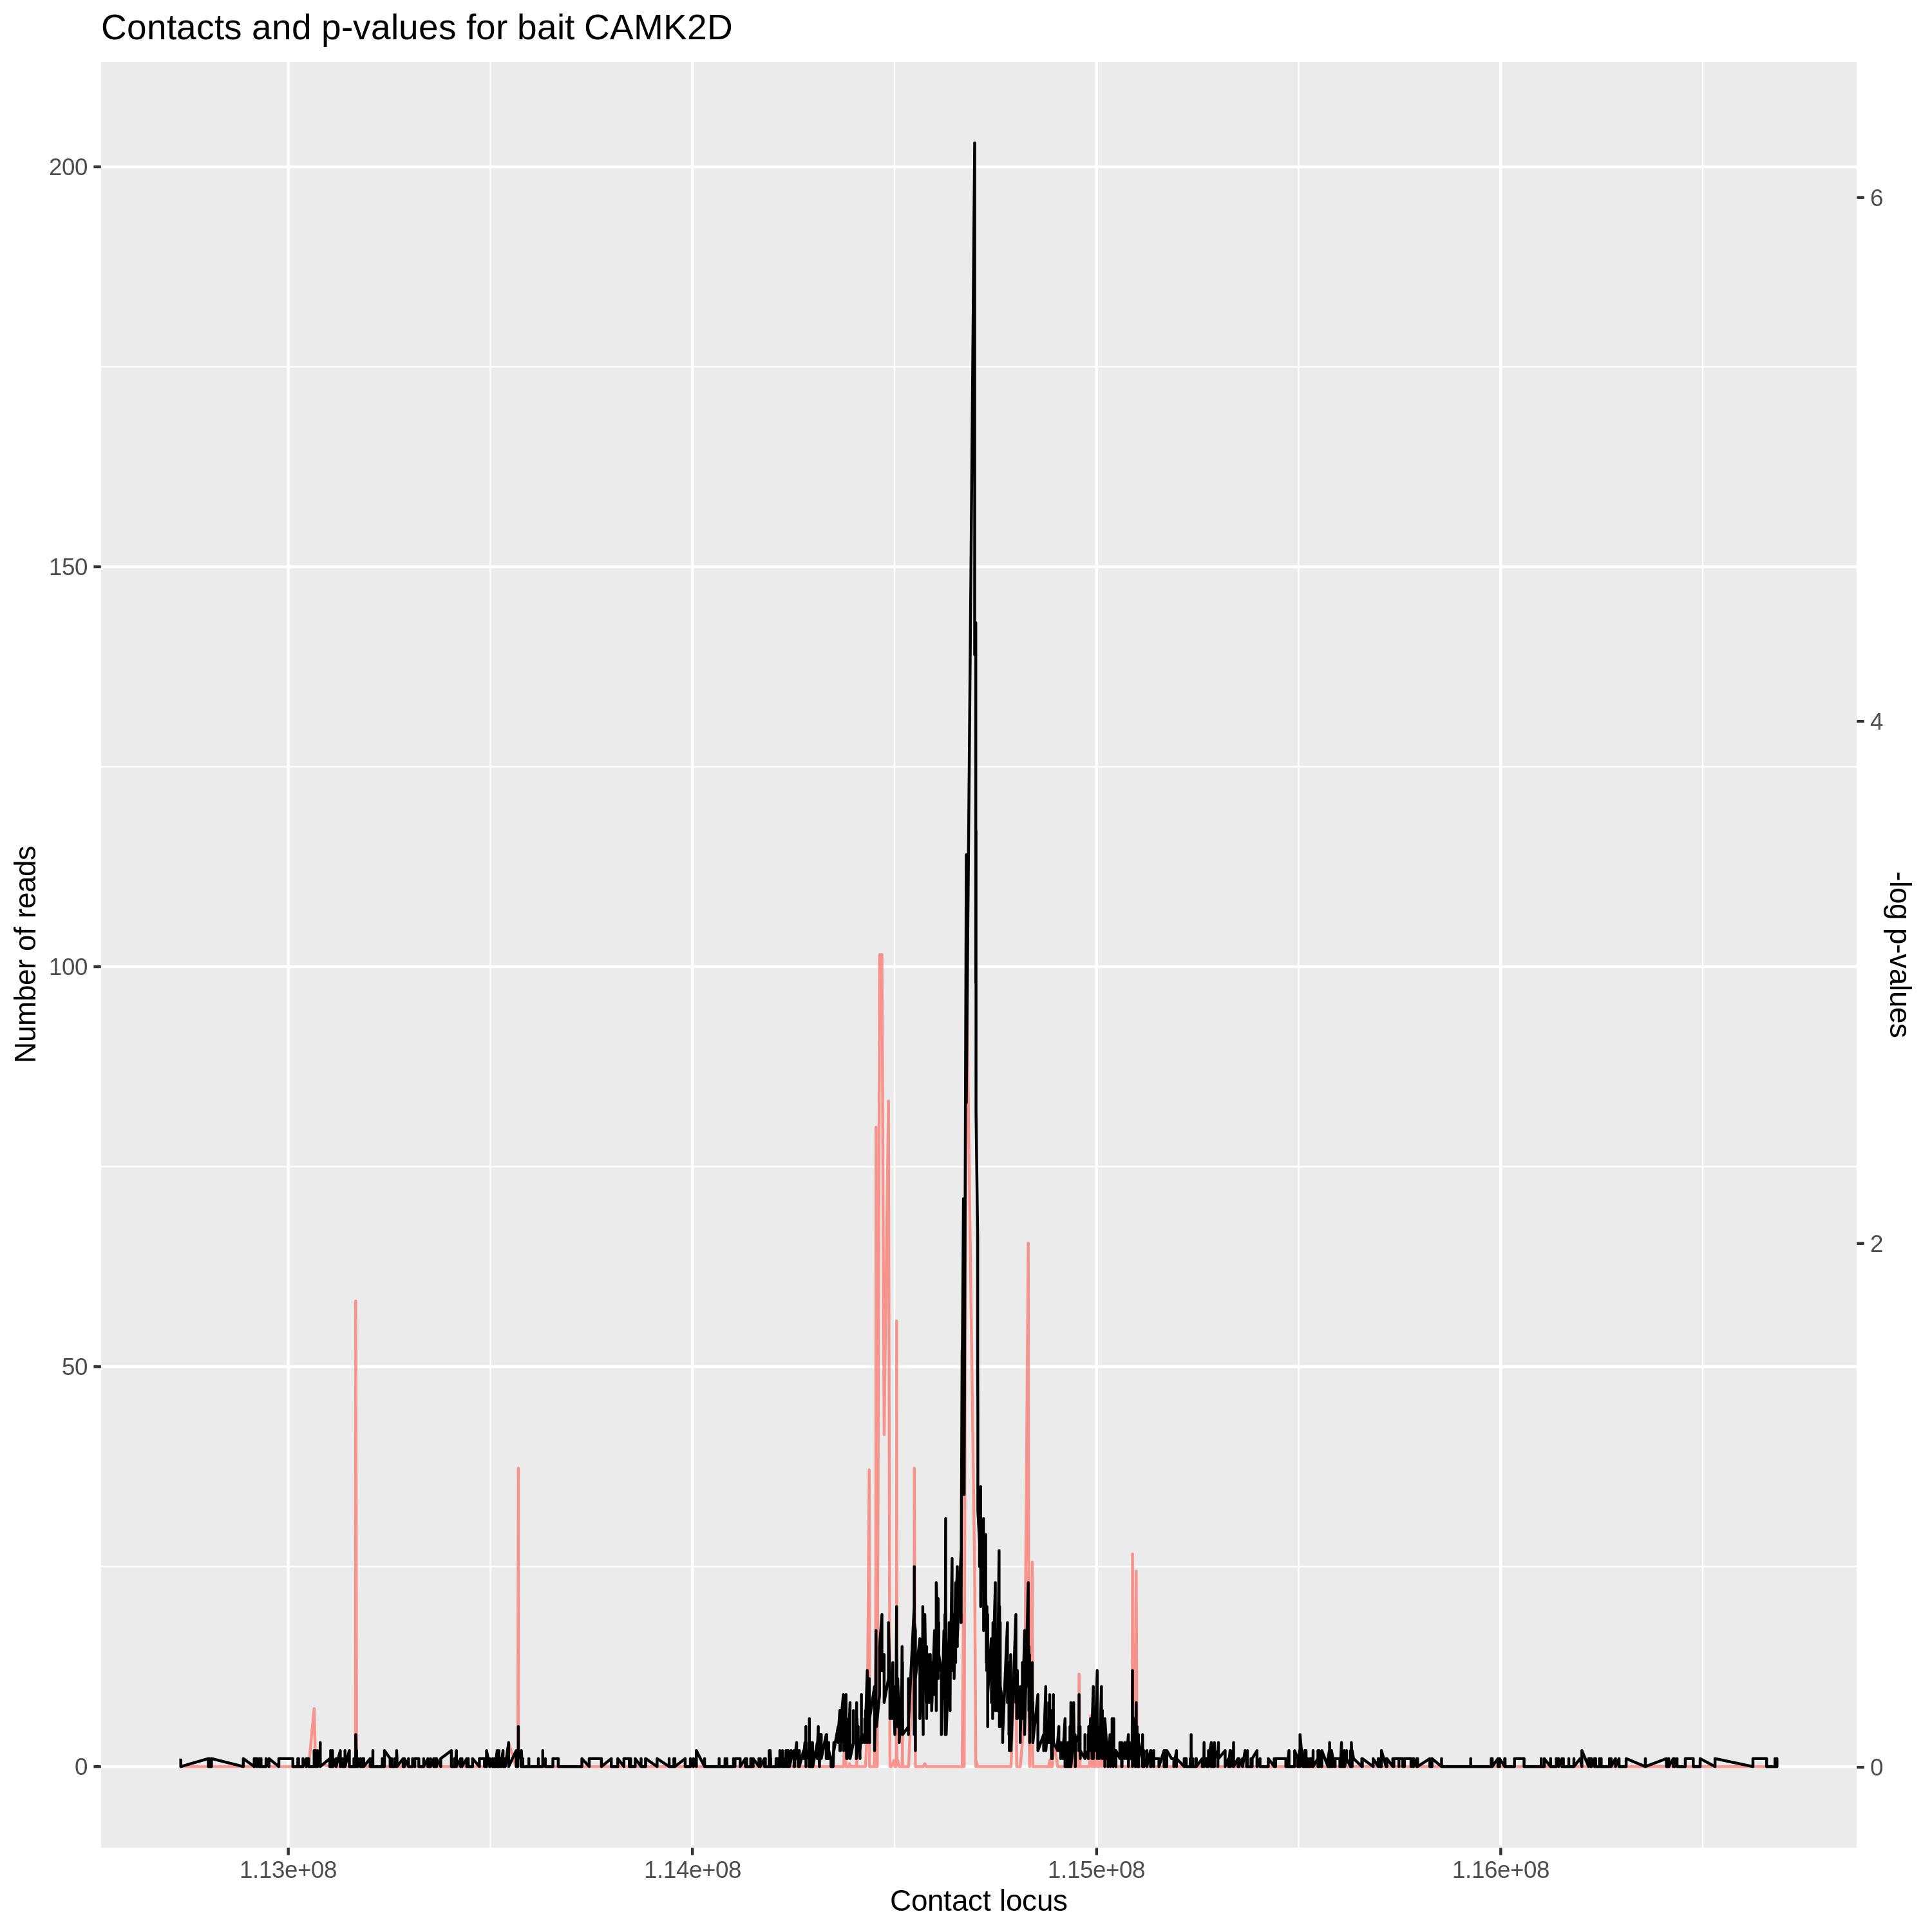 Contacts and p-values for bait CAMK2D
200
150
100
50
0
Number of reads
6
4
2
0
-log p-values
1.13e+08
1.14e+08
1.15e+08
1.16e+08
Contact locus